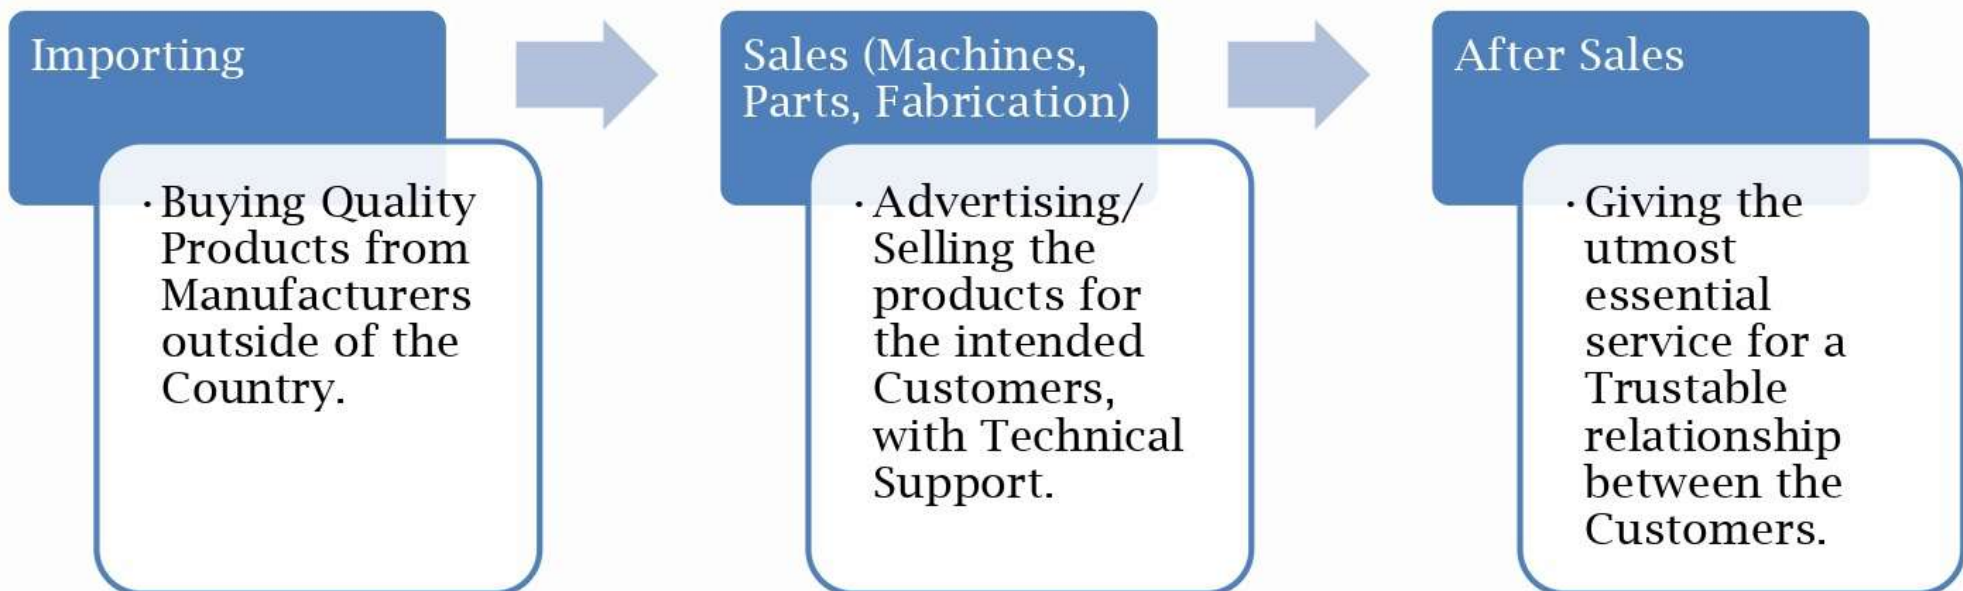 Importing
· Buying Quality
Products from
Manufacturers
outside of the
Country.
Sales (Machines,
Parts, Fabrication)
· Advertising/
Selling the
products for
the intended
Customers,
with Technical
Support.
After Sales
· Giving the
utmost
essential
service for a
Trustable
relationship
between the
Customers.